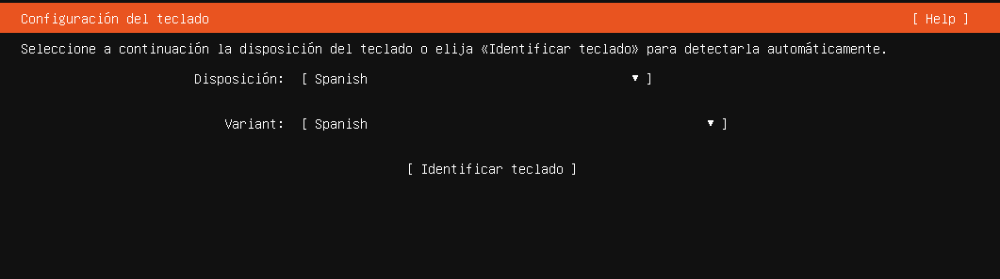 Configuración del teclado [ Help ]
Seleccione a continuación la disposición del teclado o elija «Identificar teclado» para detectarla automáticamente.
Disposición: [ Spanish ▾ ]
Variant: [ Spanish ▾ ]
[ Identificar teclado ]